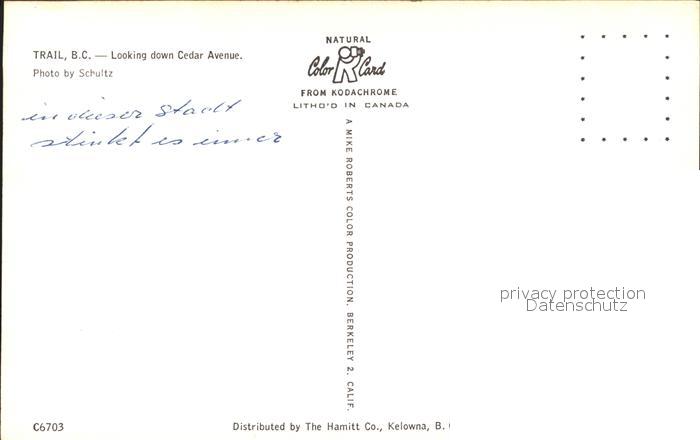 TRAIL, B.C. — Looking down Cedar Avenue.
Photo by Schultz
in dieser Stadt
stinkt es immer
NATURAL
Color Card
FROM KODACHROME
LITHO'D IN CANADA
A MIKE ROBERTS COLOR PRODUCTION. BERKELEY 2. CALIF.
privacy protection
Datenschutz
C6703
Distributed by The Hamitt Co., Kelowna, B.